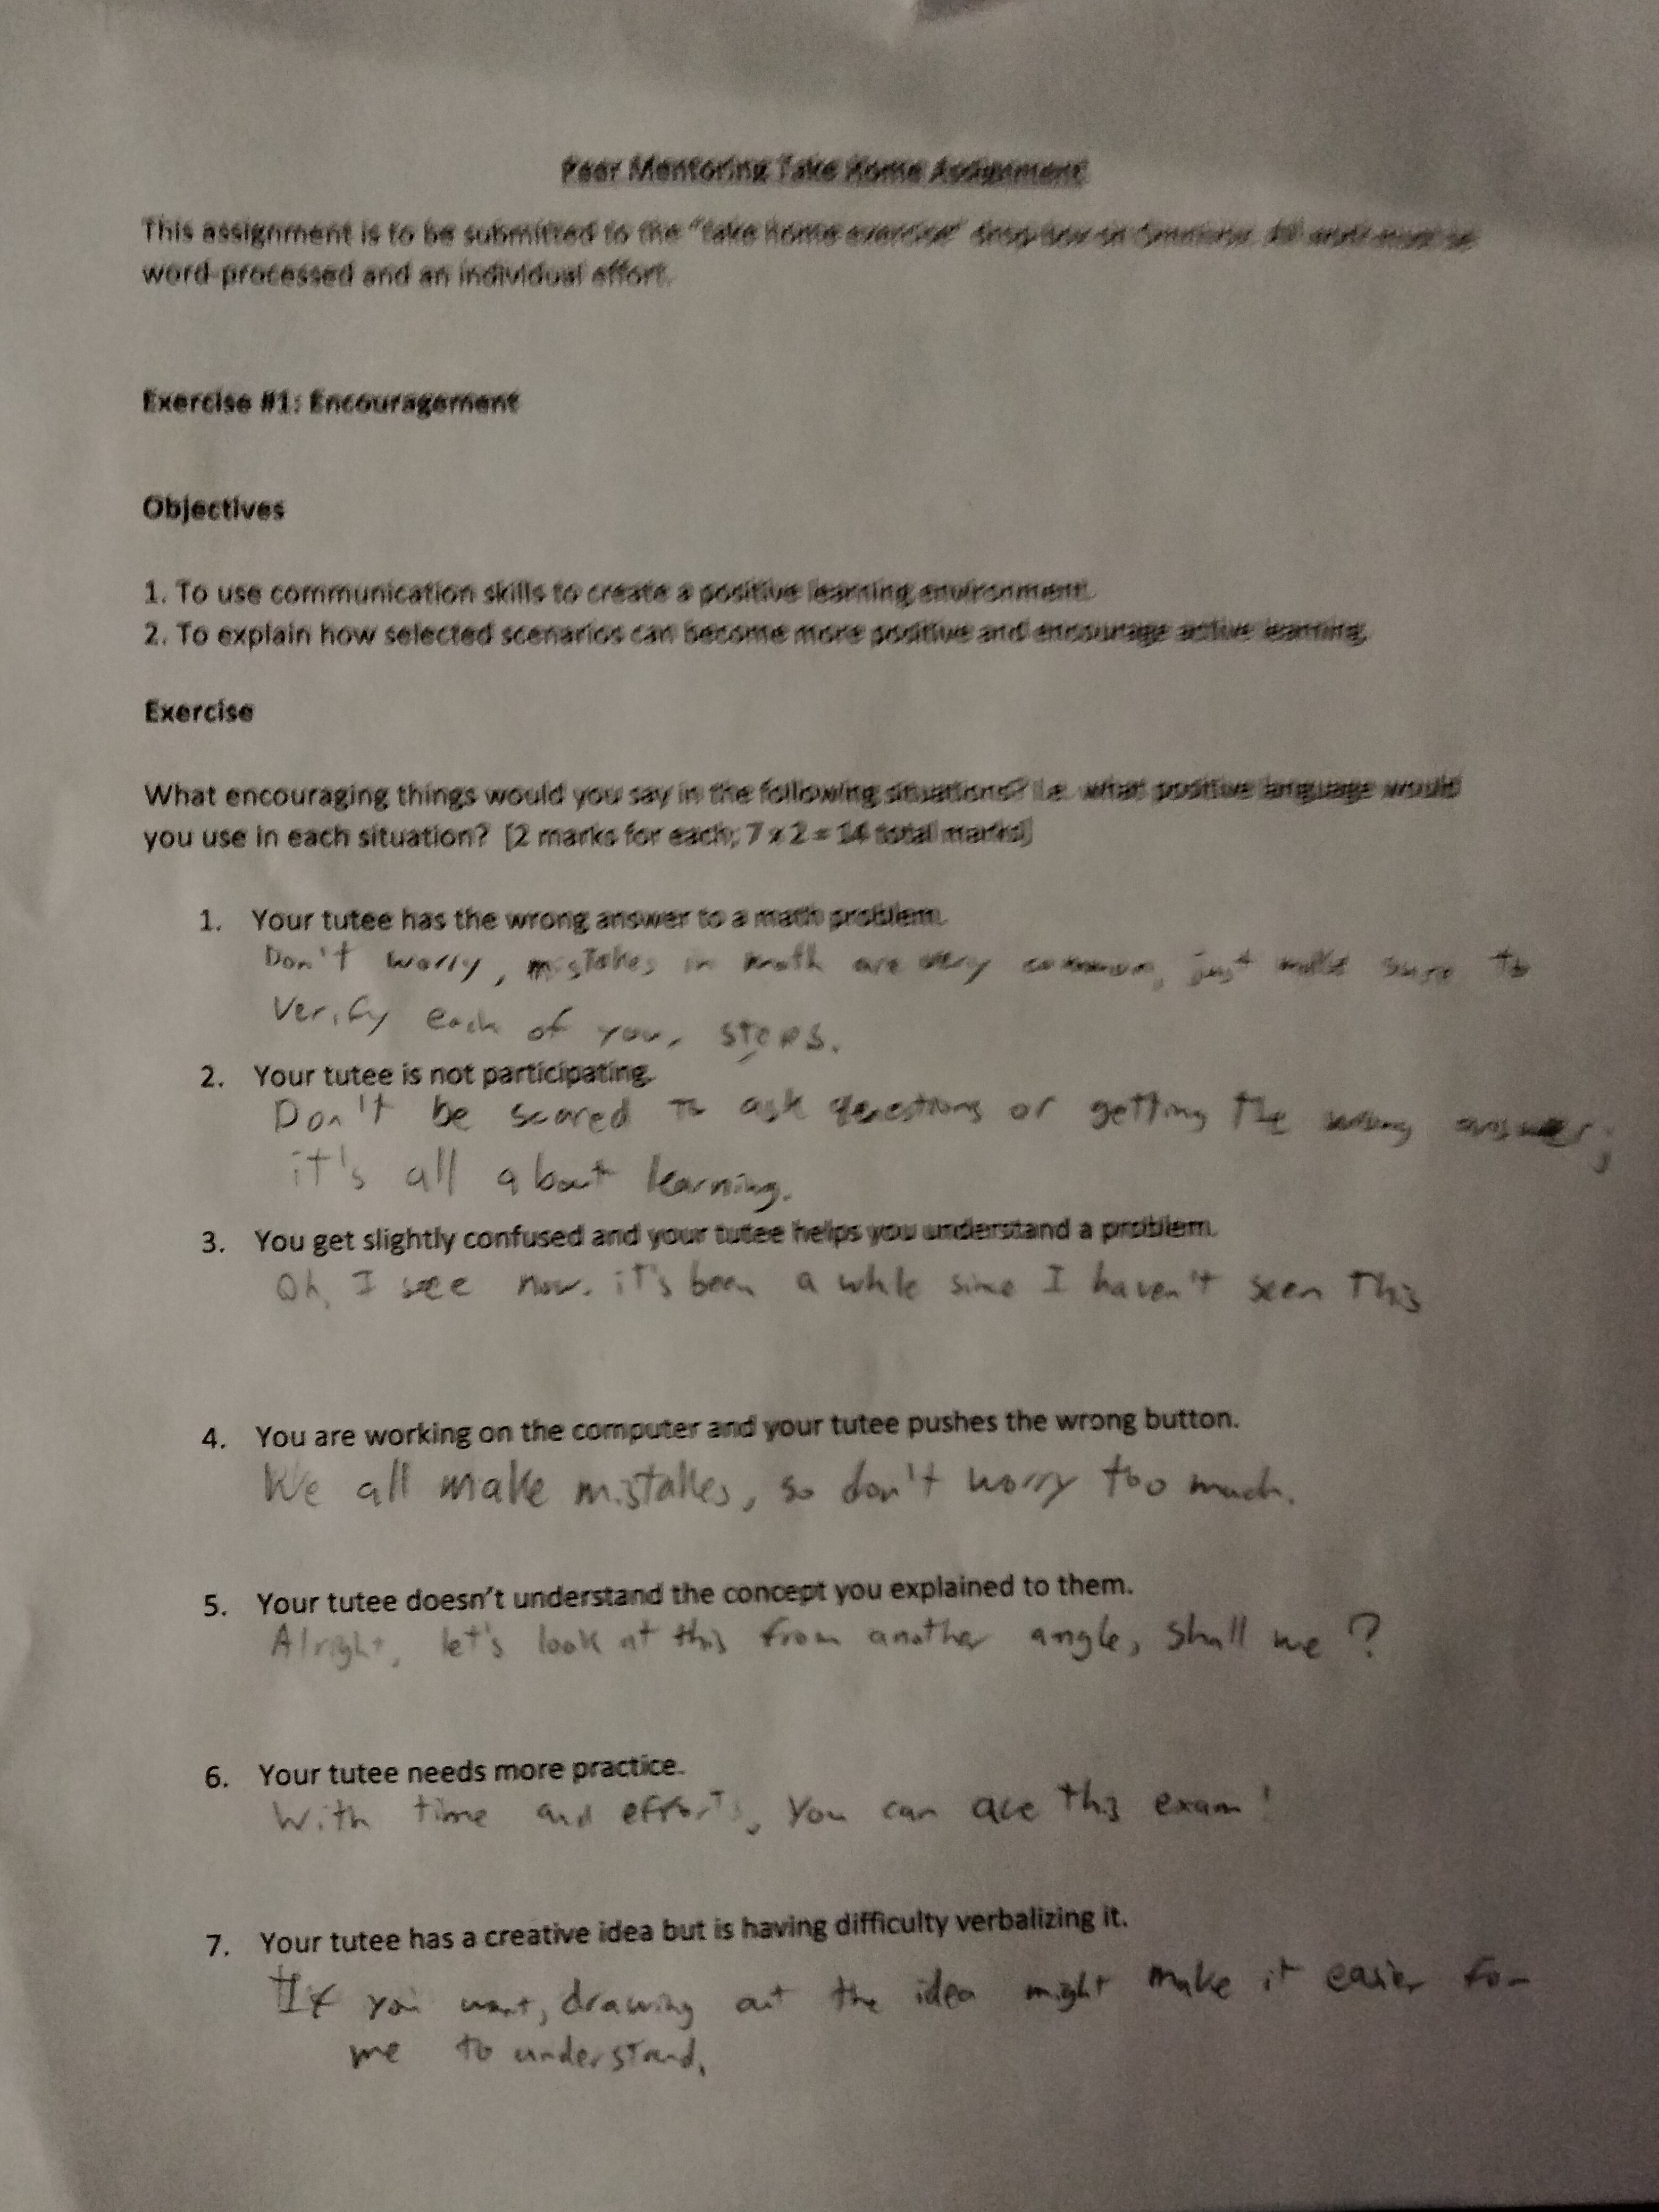 Peer Mentoring Take Home Assignment
This assignment is to be submitted to the "take home exercise" drop box on Omnivox. All work must be
word-processed and an individual effort.
Exercise #1: Encouragement
Objectives
1. To use communication skills to create a positive learning environment.
2. To explain how selected scenarios can become more positive and encourage active learning.
Exercise
What encouraging things would you say in the following situations? i.e. what positive language would
you use in each situation? [2 marks for each; 7 x 2 = 14 total marks]
1. Your tutee has the wrong answer to a math problem.
Don't worry, mistakes in math are very common, just make sure to
verify each of your steps.
2. Your tutee is not participating.
Don't be scared to ask questions or getting the wrong answer;
it's all about learning.
3. You get slightly confused and your tutee helps you understand a problem.
Oh, I see now. it's been a while since I haven't seen this
4. You are working on the computer and your tutee pushes the wrong button.
We all make mistakes, so don't worry too much.
5. Your tutee doesn't understand the concept you explained to them.
Alright, let's look at this from another angle, shall we?
6. Your tutee needs more practice.
With time and efforts, you can ace this exam!
7. Your tutee has a creative idea but is having difficulty verbalizing it.
If you want, drawing out the idea might make it easier for
me to understand.